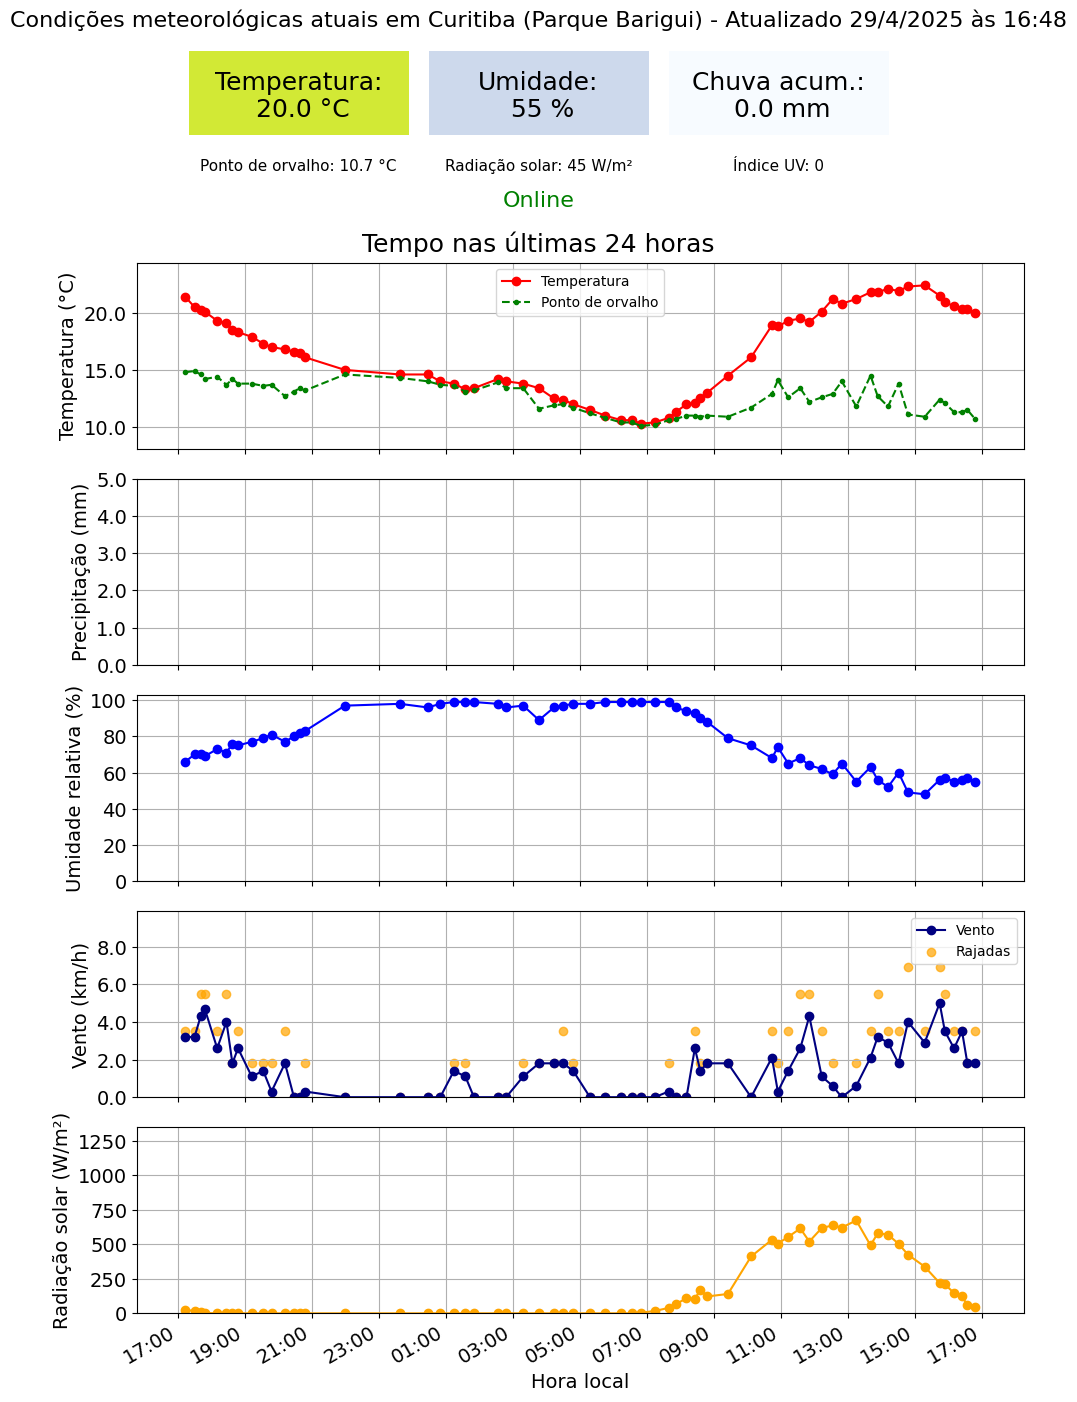 Condições meteorológicas atuais em Curitiba (Parque Barigui) - Atualizado 29/4/2025 às 16:48
Temperatura:
20.0 °C
Umidade:
55 %
Chuva acum.:
0.0 mm
Ponto de orvalho: 10.7 °C
Radiação solar: 45 W/m²
Índice UV: 0
Online
Tempo nas últimas 24 horas
Temperatura (°C)
20.0
15.0
10.0
Temperatura
Ponto de orvalho
Precipitação (mm)
5.0
4.0
3.0
2.0
1.0
0.0
Umidade relativa (%)
100
80
60
40
20
0
Vento (km/h)
8.0
6.0
4.0
2.0
0.0
Vento
Rajadas
Radiação solar (W/m²)
1250
1000
750
500
250
0
17:00
19:00
21:00
23:00
01:00
03:00
05:00
07:00
09:00
11:00
13:00
15:00
17:00
Hora local